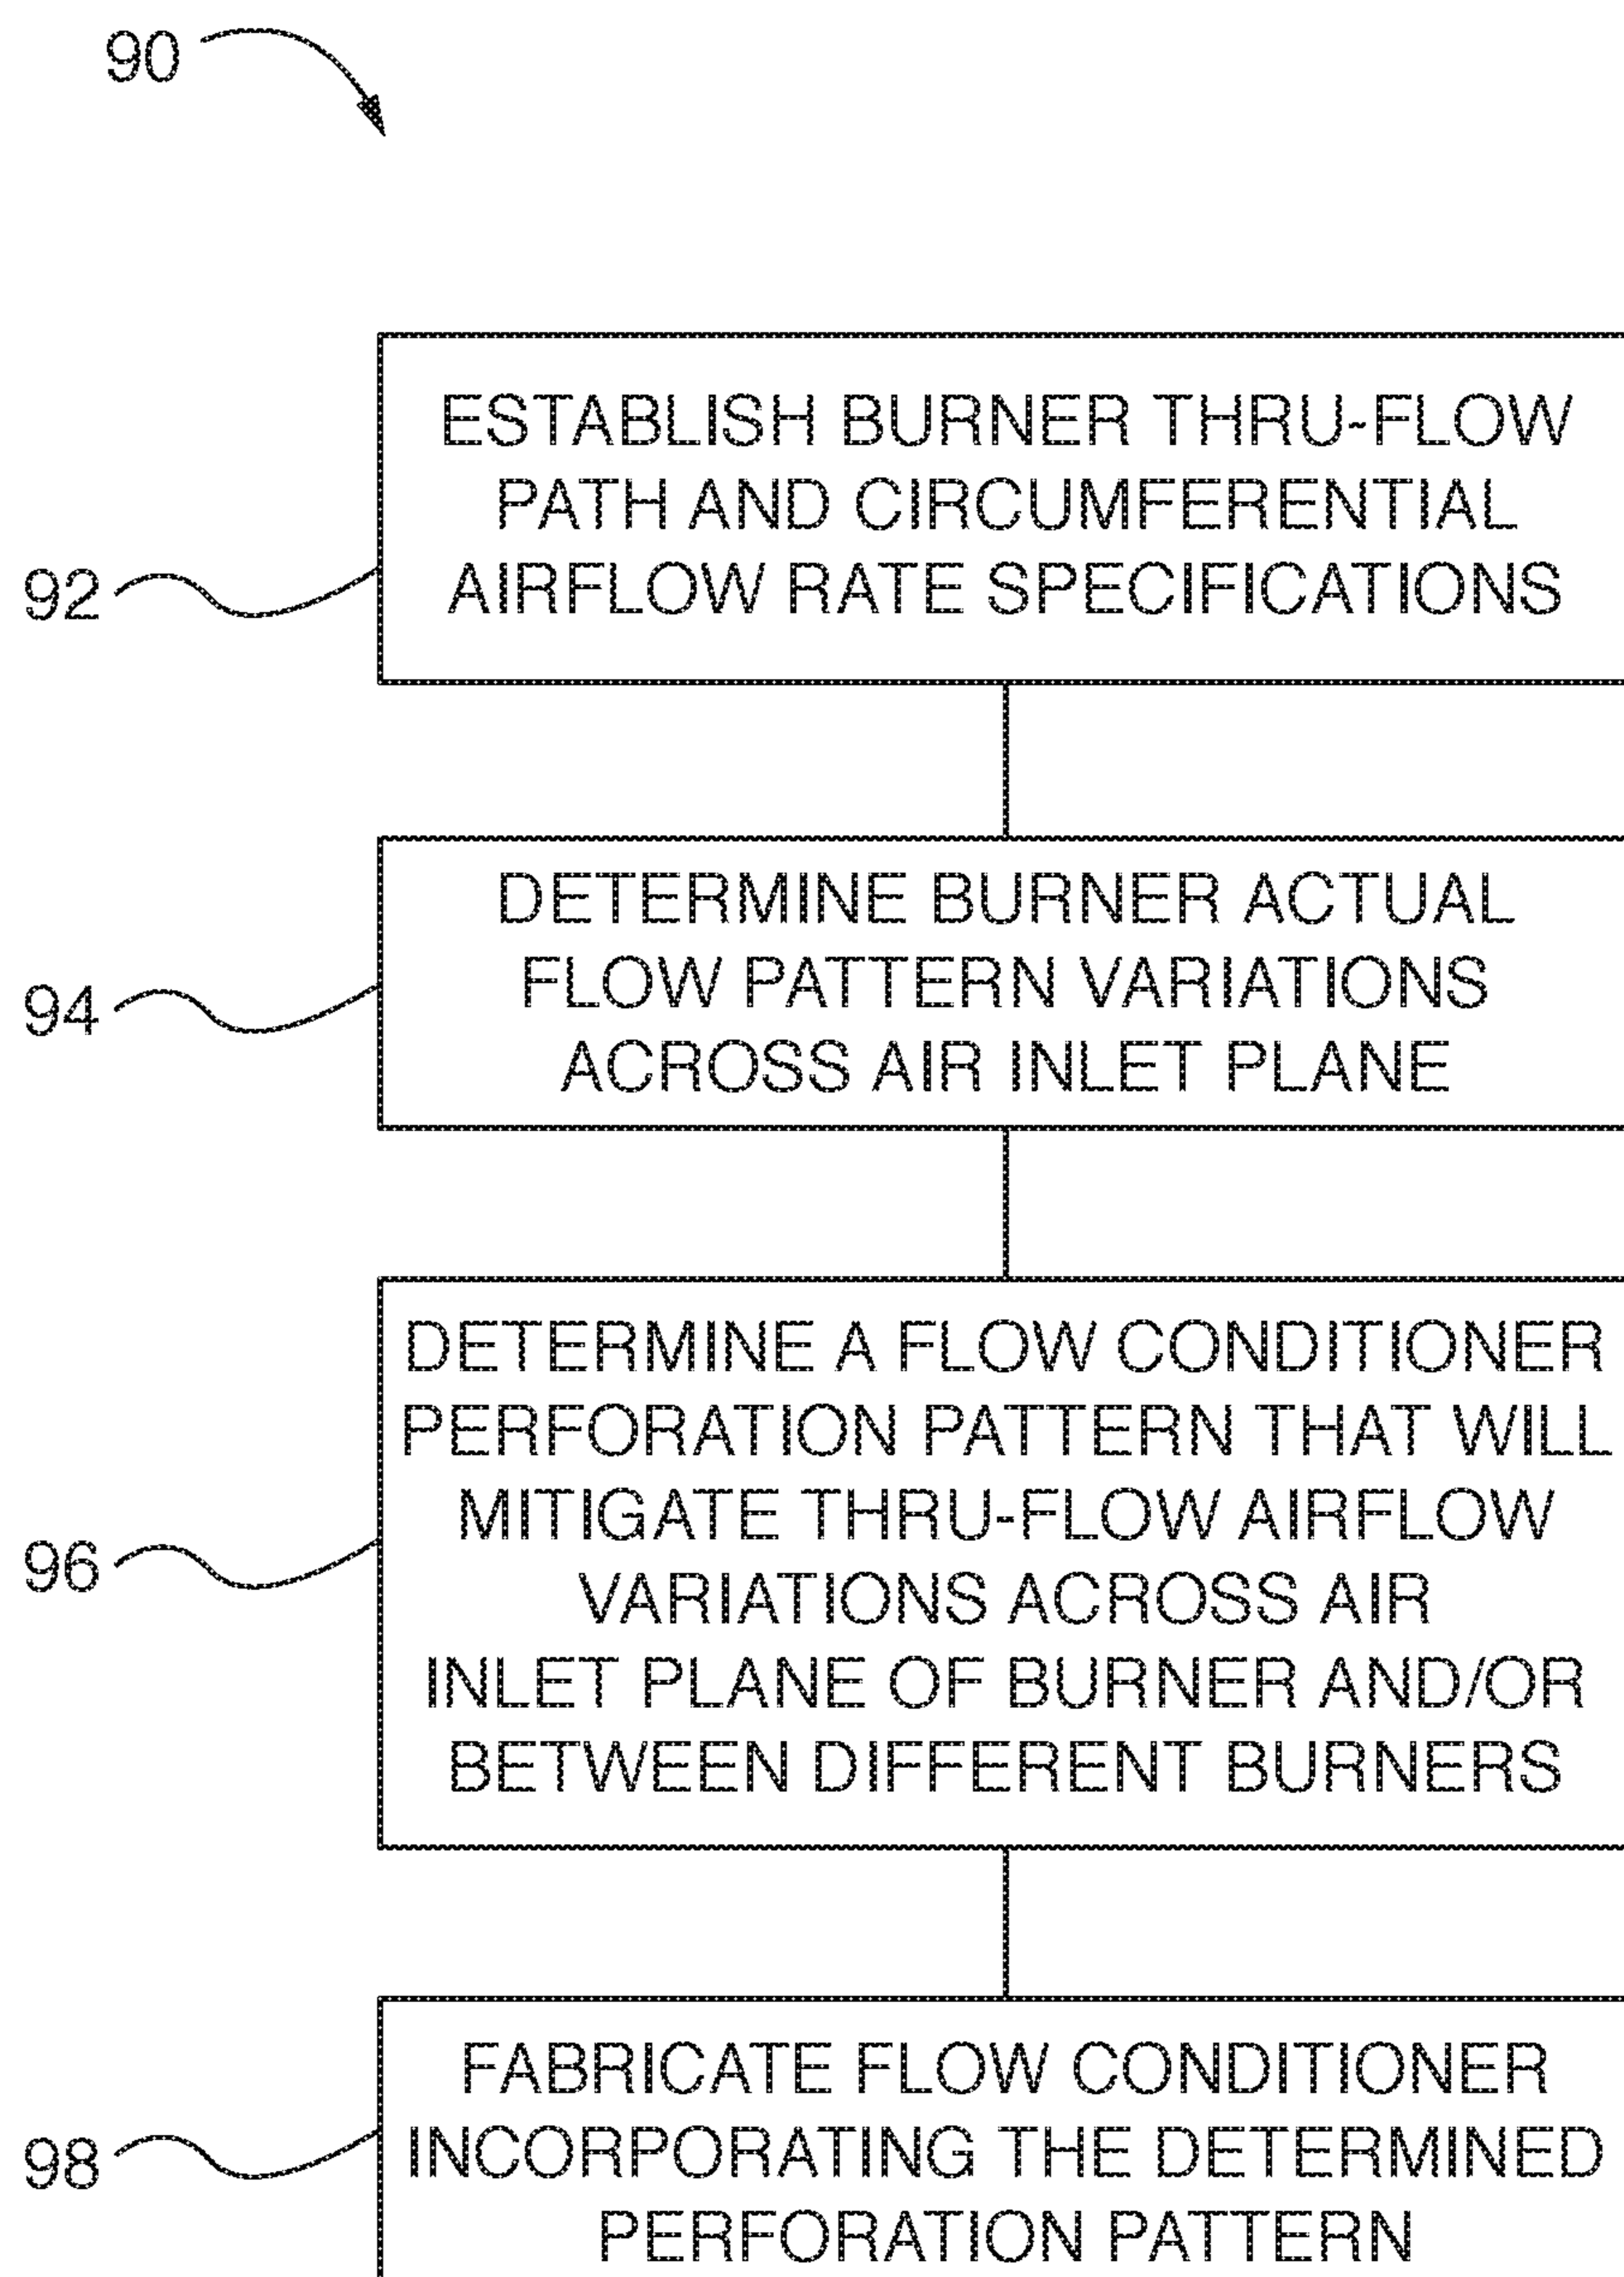 90
ESTABLISH BURNER THRU-FLOW
PATH AND CIRCUMFERENTIAL
AIRFLOW RATE SPECIFICATIONS
92
DETERMINE BURNER ACTUAL
FLOW PATTERN VARIATIONS
ACROSS AIR INLET PLANE
94
DETERMINE A FLOW CONDITIONER
PERFORATION PATTERN THAT WILL
MITIGATE THRU-FLOW AIRFLOW
VARIATIONS ACROSS AIR
INLET PLANE OF BURNER AND/OR
BETWEEN DIFFERENT BURNERS
96
FABRICATE FLOW CONDITIONER
INCORPORATING THE DETERMINED
PERFORATION PATTERN
98